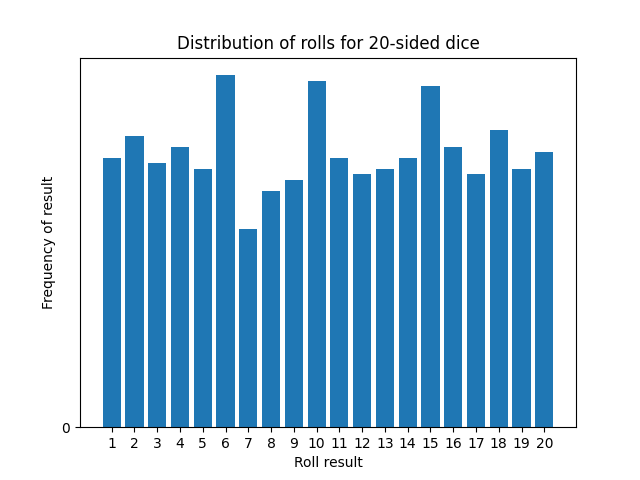 Distribution of rolls for 20-sided dice
Frequency of result
0
1 2 3 4 5 6 7 8 9 10 11 12 13 14 15 16 17 18 19 20
Roll result